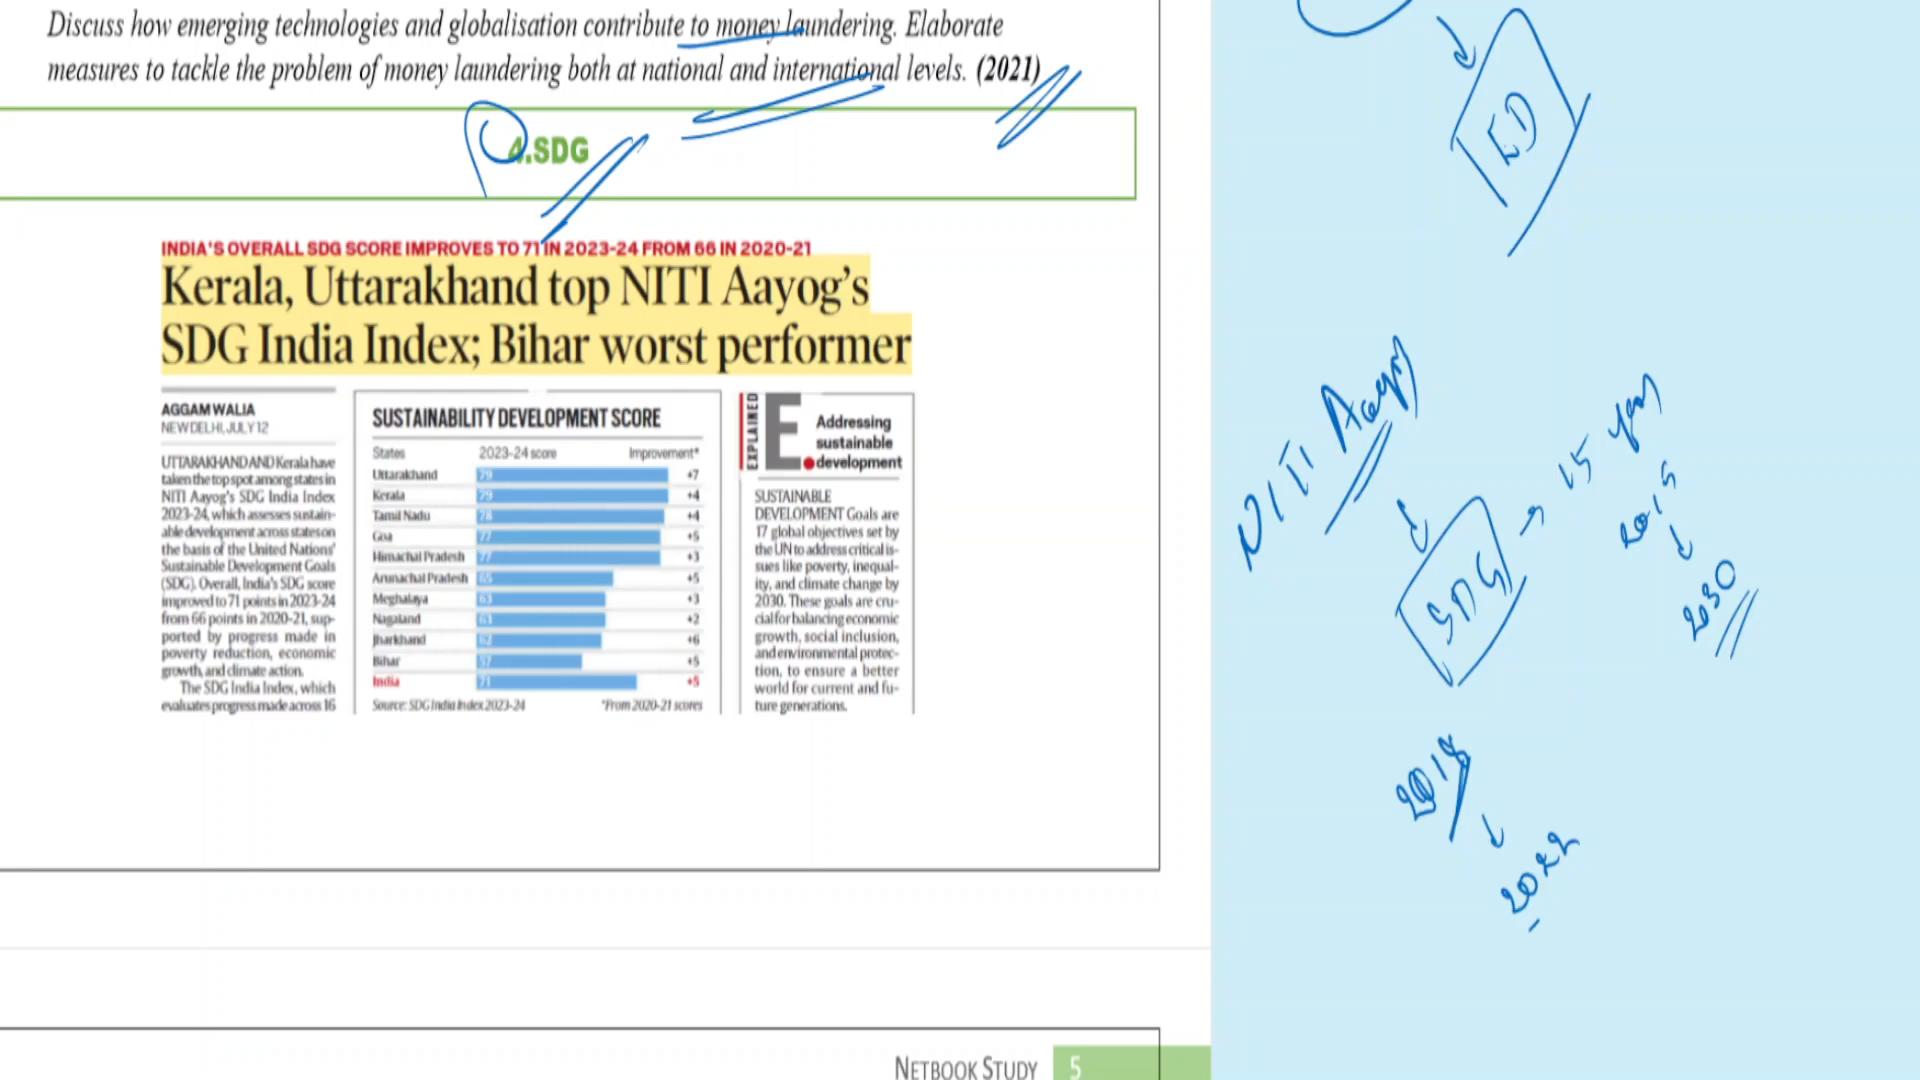 Discuss how emerging technologies and globalisation contribute to money laundering. Elaborate
measures to tackle the problem of money laundering both at national and international levels. (2021)
4.SDG
INDIA'S OVERALL SDG SCORE IMPROVES TO 71 IN 2023-24 FROM 66 IN 2020-21
Kerala, Uttarakhand top NITI Aayog's
SDG India Index; Bihar worst performer
AGGAM WALIA
NEW DELHI, JULY 12
UTTARAKHAND AND Kerala have
taken the top spot among states in
NITI Aayog's SDG India Index
2023-24, which assesses sustain-
able development across states on
the basis of the United Nations'
Sustainable Development Goals
(SDG). Overall, India's SDG score
improved to 71 points in 2023-24
from 66 points in 2020-21, sup-
ported by progress made in
poverty reduction, economic
growth, and climate action.
The SDG India Index, which
evaluates progress made across 16
SUSTAINABILITY DEVELOPMENT SCORE
States 2023-24 score Improvement*
Uttarakhand 79 +7
Kerala 79 +4
Tamil Nadu 78 +4
Goa 77 +5
Himachal Pradesh 77 +3
Arunachal Pradesh 65 +5
Meghalaya 63 +3
Nagaland 63 +2
Jharkhand 62 +6
Bihar 57 +5
India 71 +5
Source: SDG India Index 2023-24 *From 2020-21 scores
EXPLAINED
E.
Addressing
sustainable
development
SUSTAINABLE
DEVELOPMENT Goals are
17 global objectives set by
the UN to address critical is-
sues like poverty, inequal-
ity, and climate change by
2030. These goals are cru-
cial for balancing economic
growth, social inclusion,
and environmental protec-
tion, to ensure a better
world for current and fu-
ture generations.
ED
NITI Aayog
SDG
15 years
2015
2030
2018
NETBOOK STUDY 5